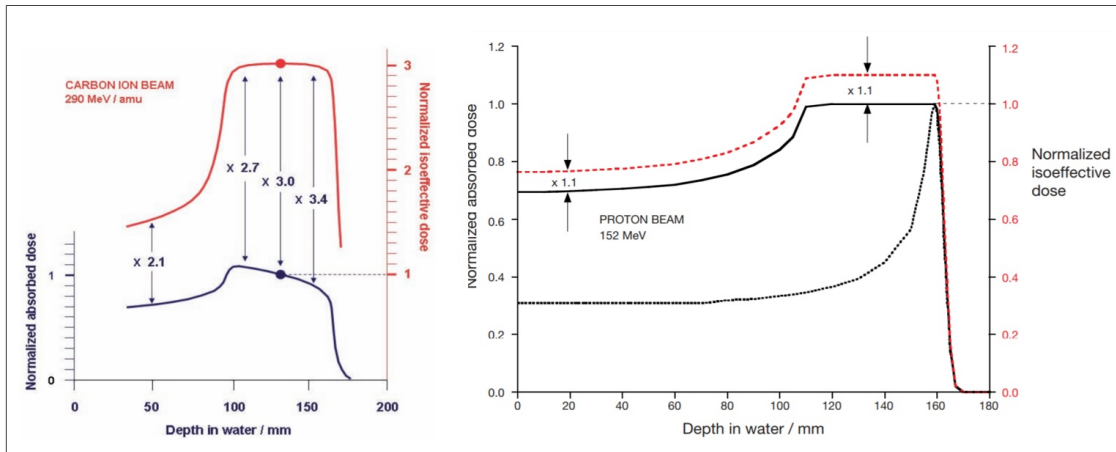 CARBON ION BEAM
290 MeV / amu
Normalized absorbed dose
1
0
x 2.1
x 2.7
x 3.0
x 3.4
3
2
1
Normalized isoeffective dose
0
50
100
150
200
Depth in water / mm
Normalized absorbed dose
1.2
1.0
0.8
0.6
0.4
0.2
0.0
x 1.1
x 1.1
PROTON BEAM
152 MeV
1.2
1.0
0.8
0.6
0.4
0.2
0.0
Normalized
isoeffective
dose
0
20
40
60
80
100
120
140
160
180
Depth in water / mm